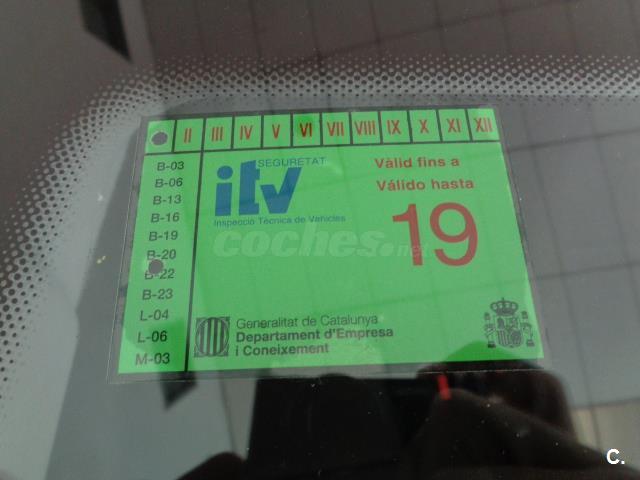 II III IV V VI VII VIII IX X XI XII
B-03
B-06
B-13
B-16
B-19
B-20
B-22
B-23
L-04
L-06
M-03
SEGURETAT
itv
Inspecció Tècnica de Vehicles
Vàlid fins a
Válido hasta
19
coches.net
Generalitat de Catalunya
Departament d'Empresa
i Coneixement
C.